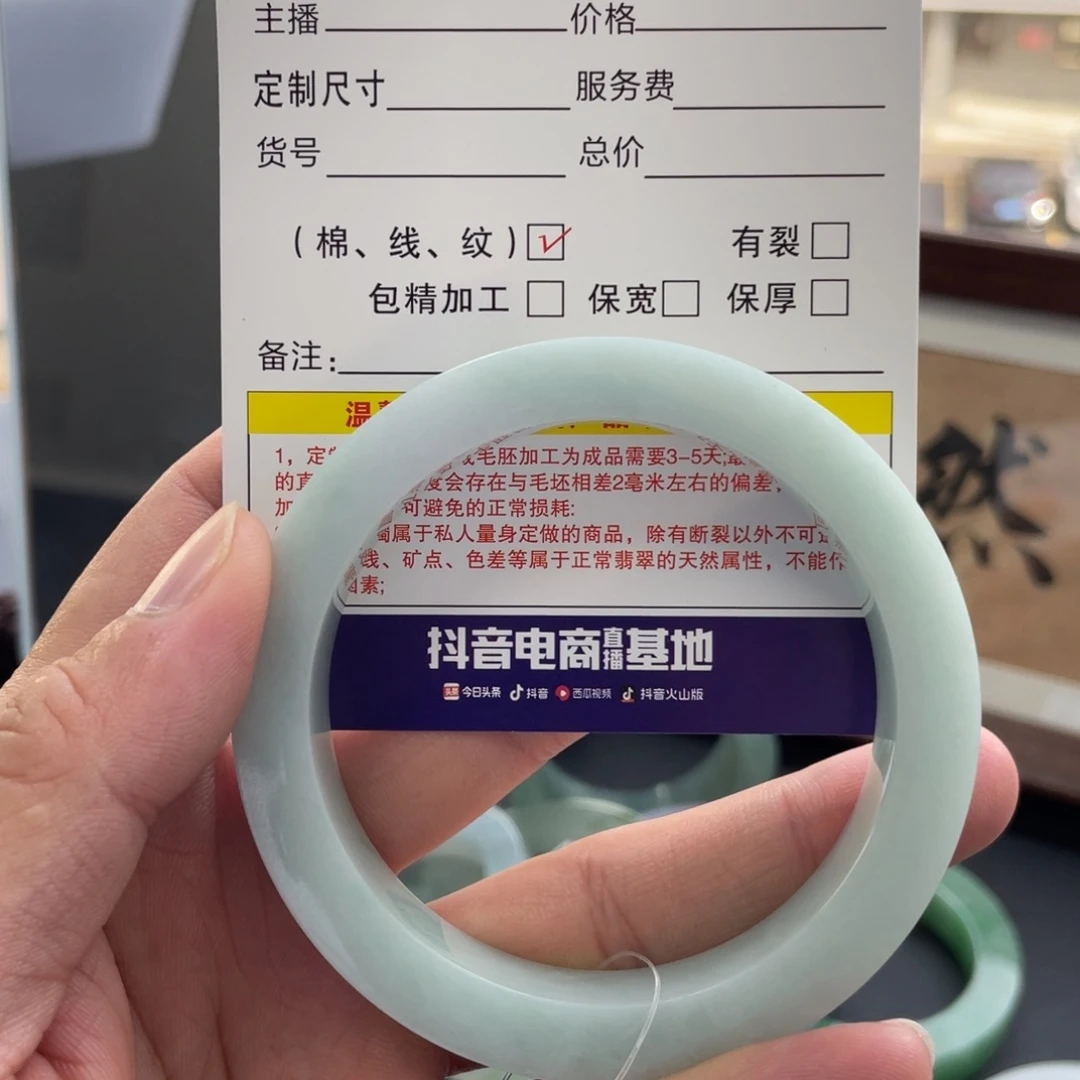 主播 价格
定制尺寸 服务费
货号 总价
(棉、线、纹) 有裂
包精加工 保宽 保厚
备注:
温
1，定 毛胚加工为成品需要3-5天;
的真 度会存在与毛坯相差2毫米左右的偏差，
加 可避免的正常损耗:
属于私人量身定做的商品，除有断裂以外不可
线、矿点、色差等属于正常翡翠的天然属性，不能作
因素;
抖音电商直播基地
头条 今日头条 抖音 西瓜视频 抖音火山版
然